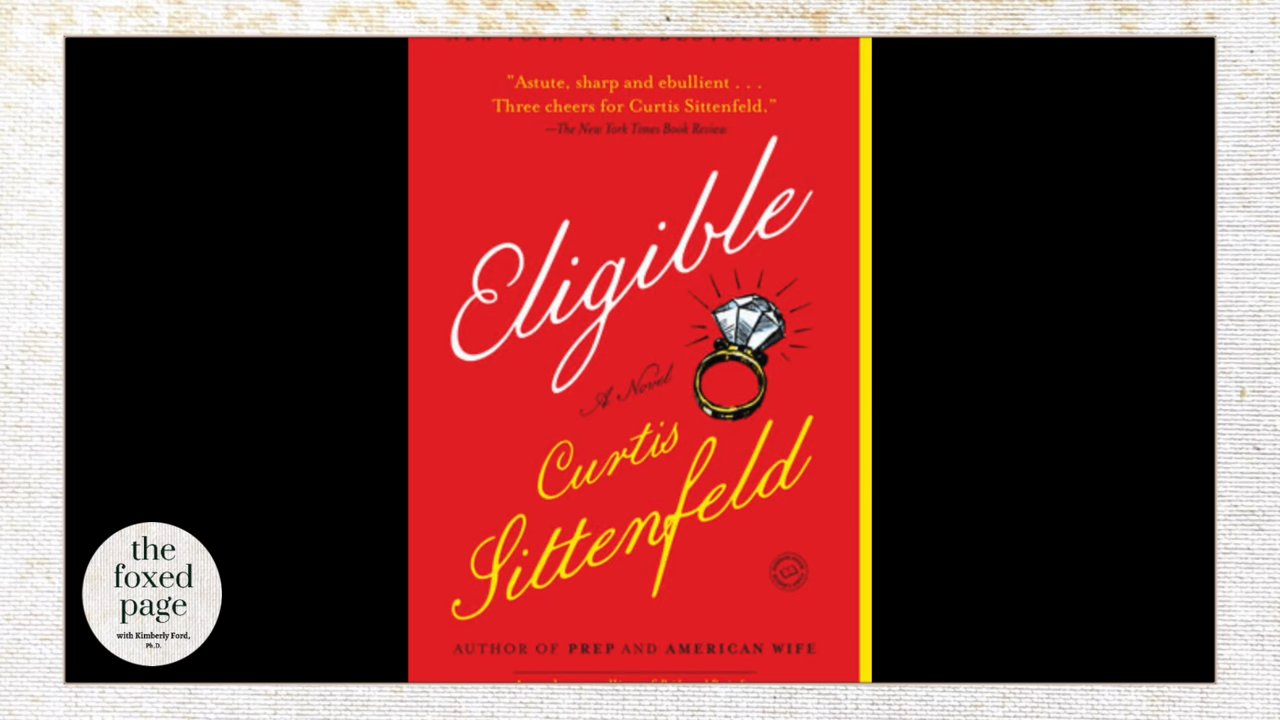 "Astute, sharp and ebullient . . .
Three cheers for Curtis Sittenfeld."
—The New York Times Book Review
Eligible
A Novel
Curtis
Sittenfeld
AUTHOR OF PREP AND AMERICAN WIFE
the
foxed
page
with Kimberly Ford,
Ph.D.